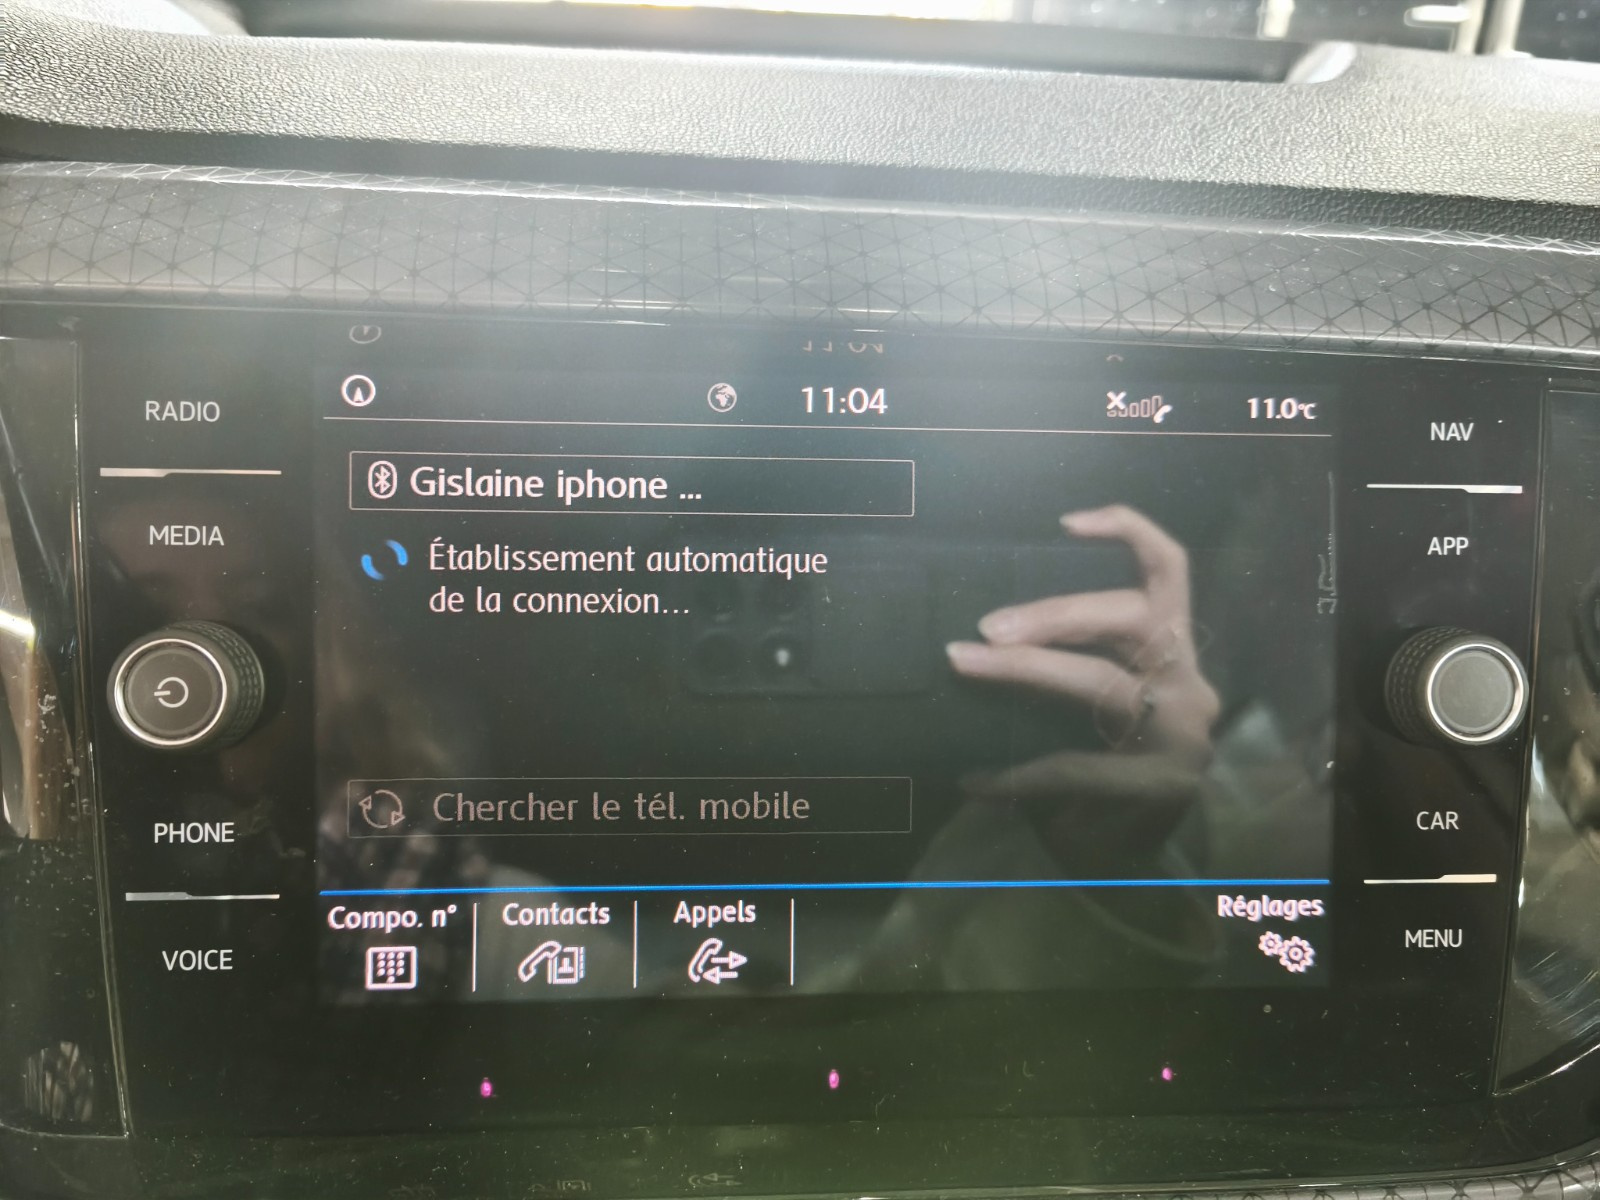 RADIO
MEDIA
PHONE
VOICE
11:04
11.0°C
Gislaine iphone ...
Établissement automatique
de la connexion...
Chercher le tél. mobile
Compo. n°
Contacts
Appels
Réglages
NAV
APP
CAR
MENU